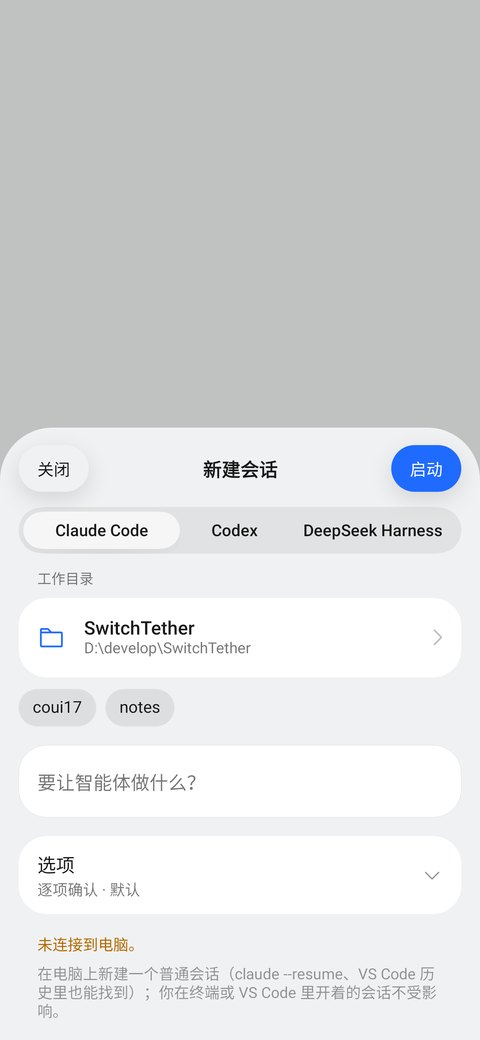 关闭
新建会话
启动
Claude Code
Codex
DeepSeek Harness
工作目录
SwitchTether
D:\develop\SwitchTether
coui17
notes
要让智能体做什么？
选项
逐项确认 · 默认
未连接到电脑。
在电脑上新建一个普通会话（claude --resume、VS Code 历
史里也能找到）；你在终端或 VS Code 里开着的会话不受影
响。